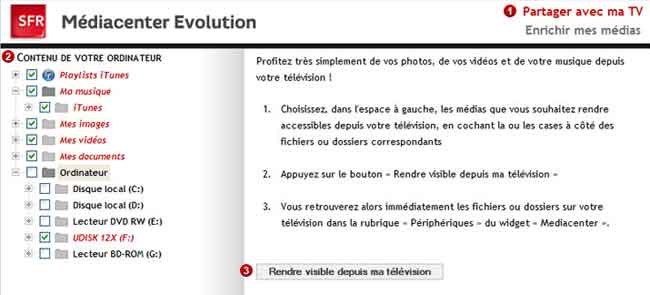 SFR Médiacenter Evolution
1 Partager avec ma TV
Enrichir mes médias
2 CONTENU DE VOTRE ORDINATEUR
Playlists iTunes
Ma musique
iTunes
Mes images
Mes vidéos
Mes documents
Ordinateur
Disque local (C:)
Disque local (D:)
Lecteur DVD RW (E:)
UDISK 12X (F:)
Lecteur BD-ROM (G:)
Profitez très simplement de vos photos, de vos vidéos et de votre musique depuis
votre télévision !
1. Choisissez, dans l'espace à gauche, les médias que vous souhaitez rendre
accessibles depuis votre télévision, en cochant la ou les cases à côté des
fichiers ou dossiers correspondants
2. Appuyez sur le bouton « Rendre visible depuis ma télévision »
3. Vous retrouverez alors immédiatement les fichiers ou dossiers sur votre
télévision dans la rubrique « Périphériques » du widget « Mediacenter ».
3 Rendre visible depuis ma télévision